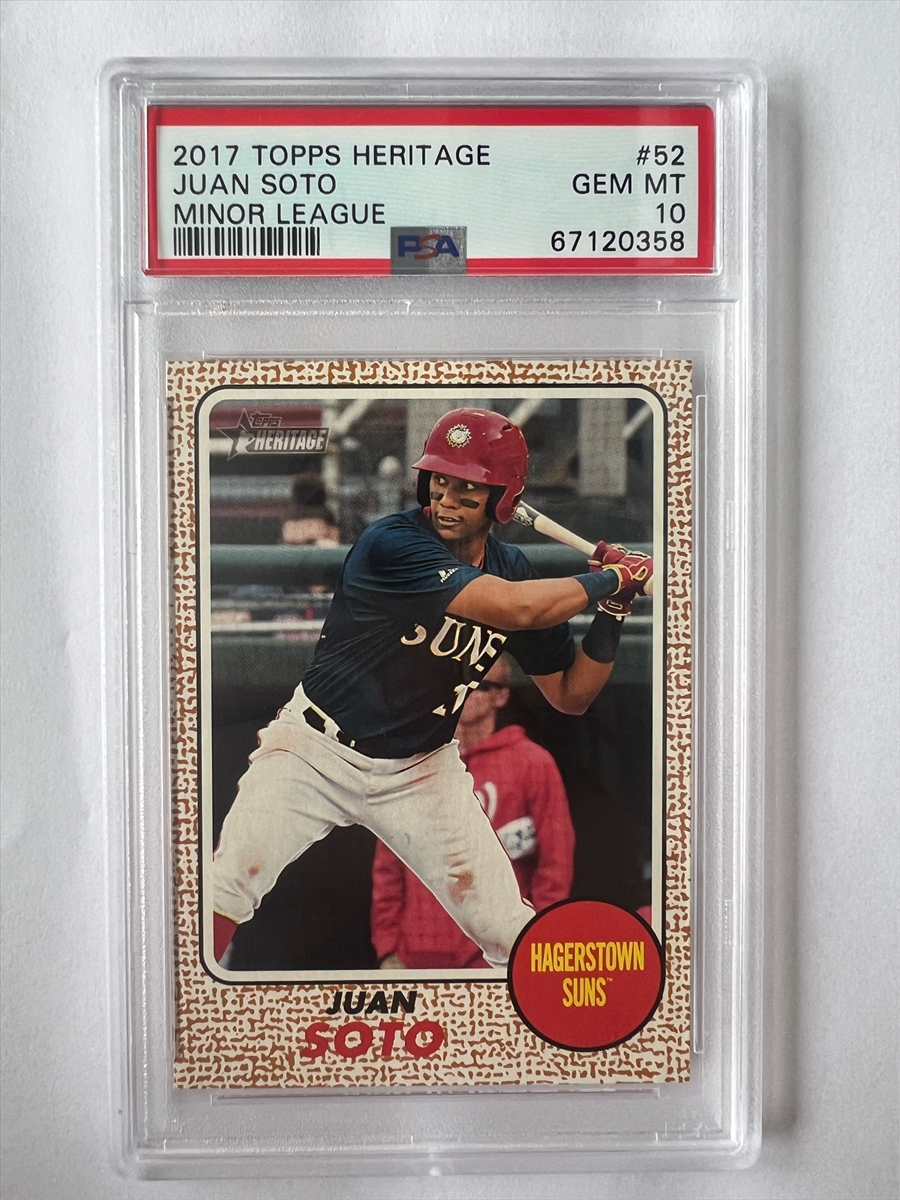 2017 TOPPS HERITAGE #52
JUAN SOTO GEM MT
MINOR LEAGUE 10
PSA 67120358
TOPPS
HERITAGE
SUNS
HAGERSTOWN
SUNS™
JUAN
SOTO